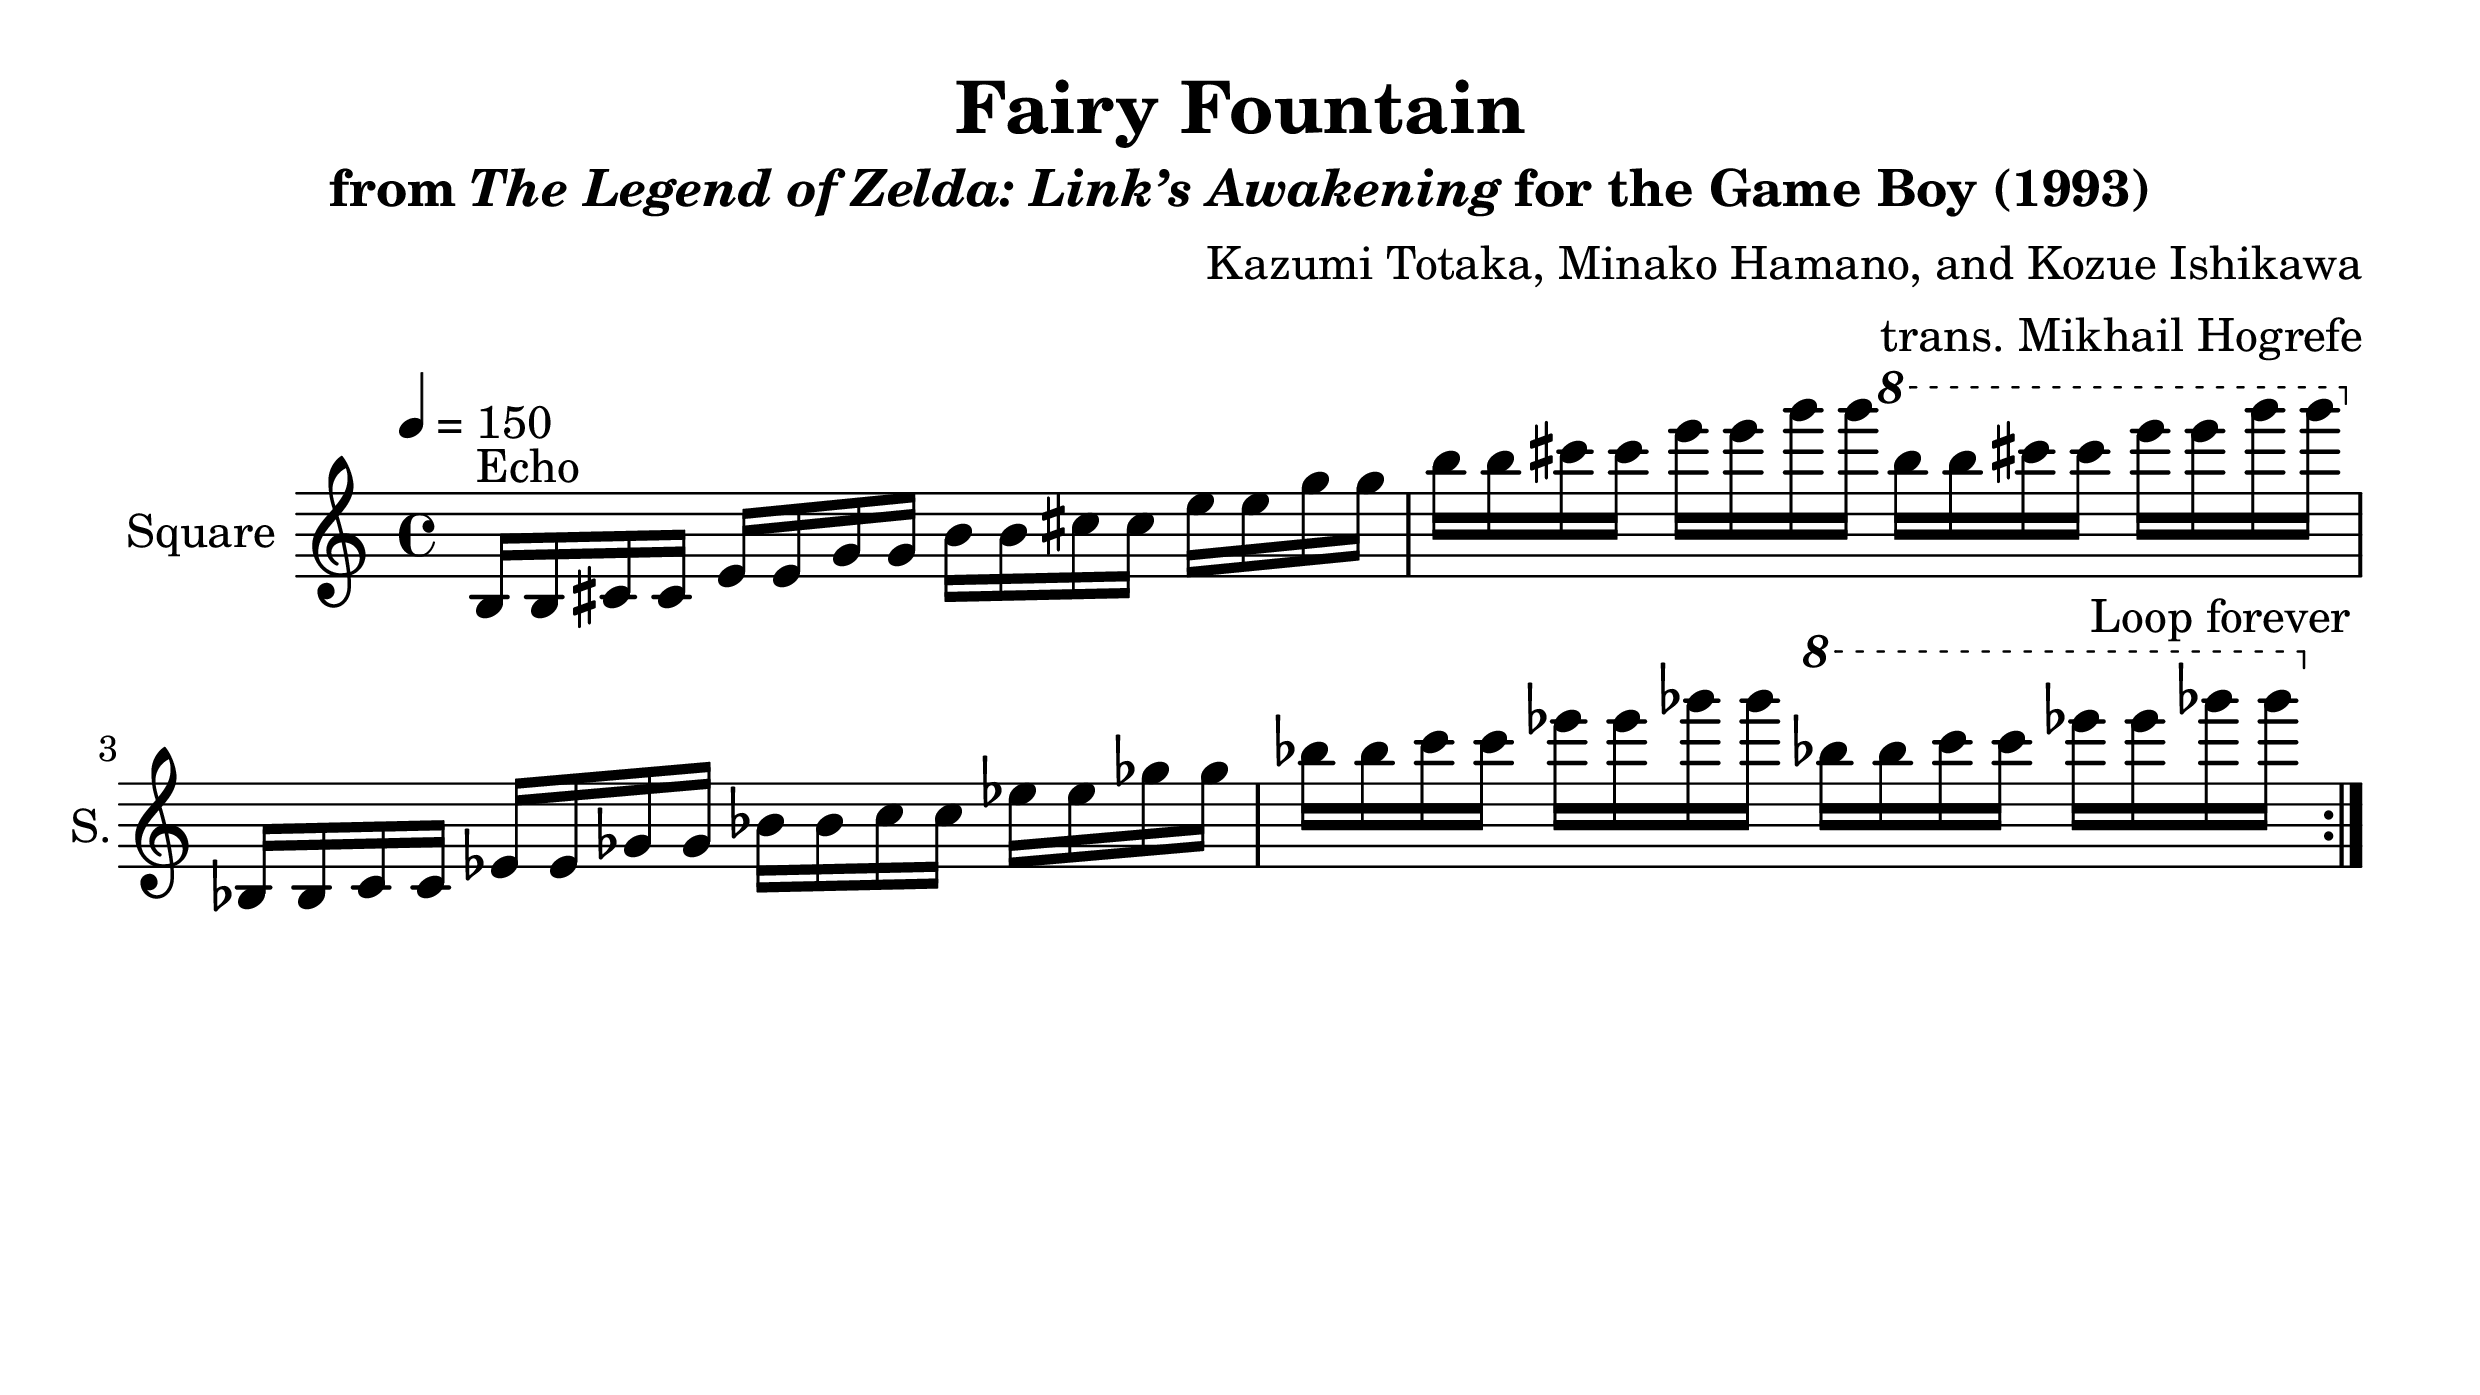 Fairy Fountain
from The Legend of Zelda: Link’s Awakening for the Game Boy (1993)
Kazumi Totaka, Minako Hamano, and Kozue Ishikawa
trans. Mikhail Hogrefe
8
= 150
Echo
Square
Loop forever
8
3
S.